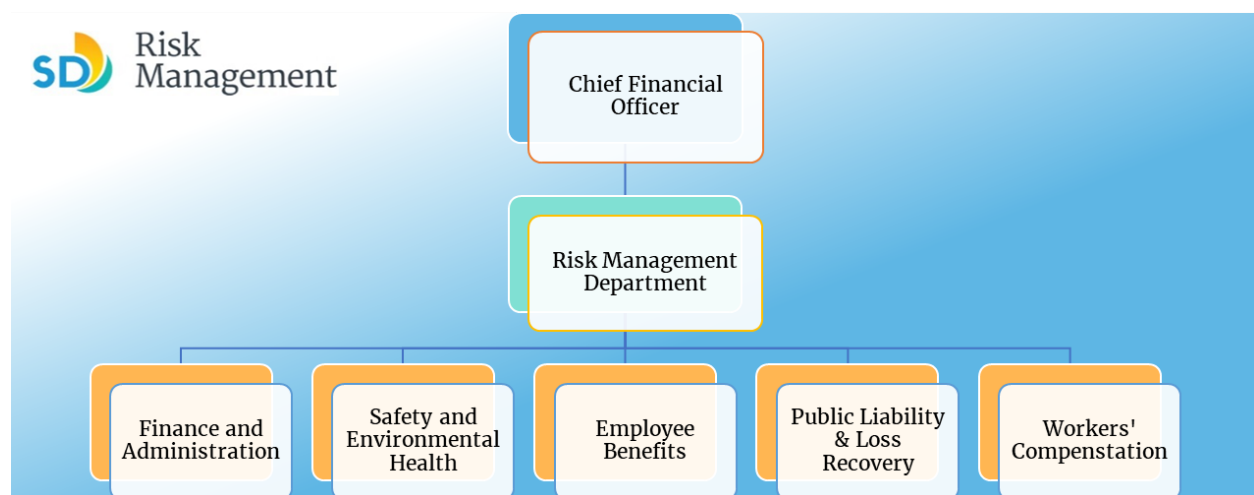 SD
Risk
Management
Chief Financial
Officer
Risk Management
Department
Finance and
Administration
Safety and
Environmental
Health
Employee
Benefits
Public Liability
& Loss
Recovery
Workers'
Compenstation